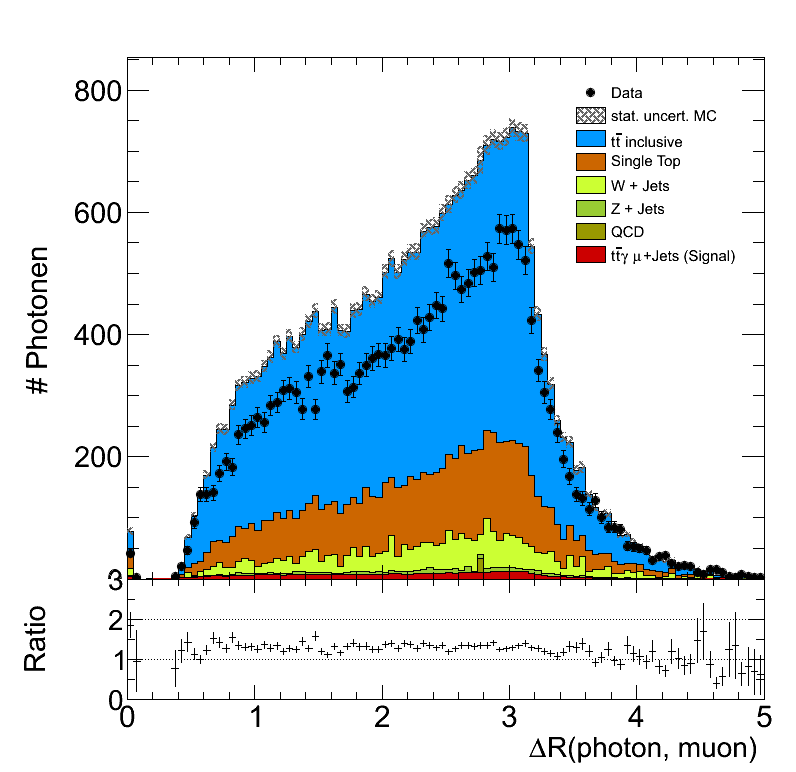 800
600
400
200
0
# Photonen
Data
stat. uncert. MC
tt̄ inclusive
Single Top
W + Jets
Z + Jets
QCD
tt̄γ μ+Jets (Signal)
3
2
1
0
Ratio
0 1 2 3 4 5
ΔR(photon, muon)